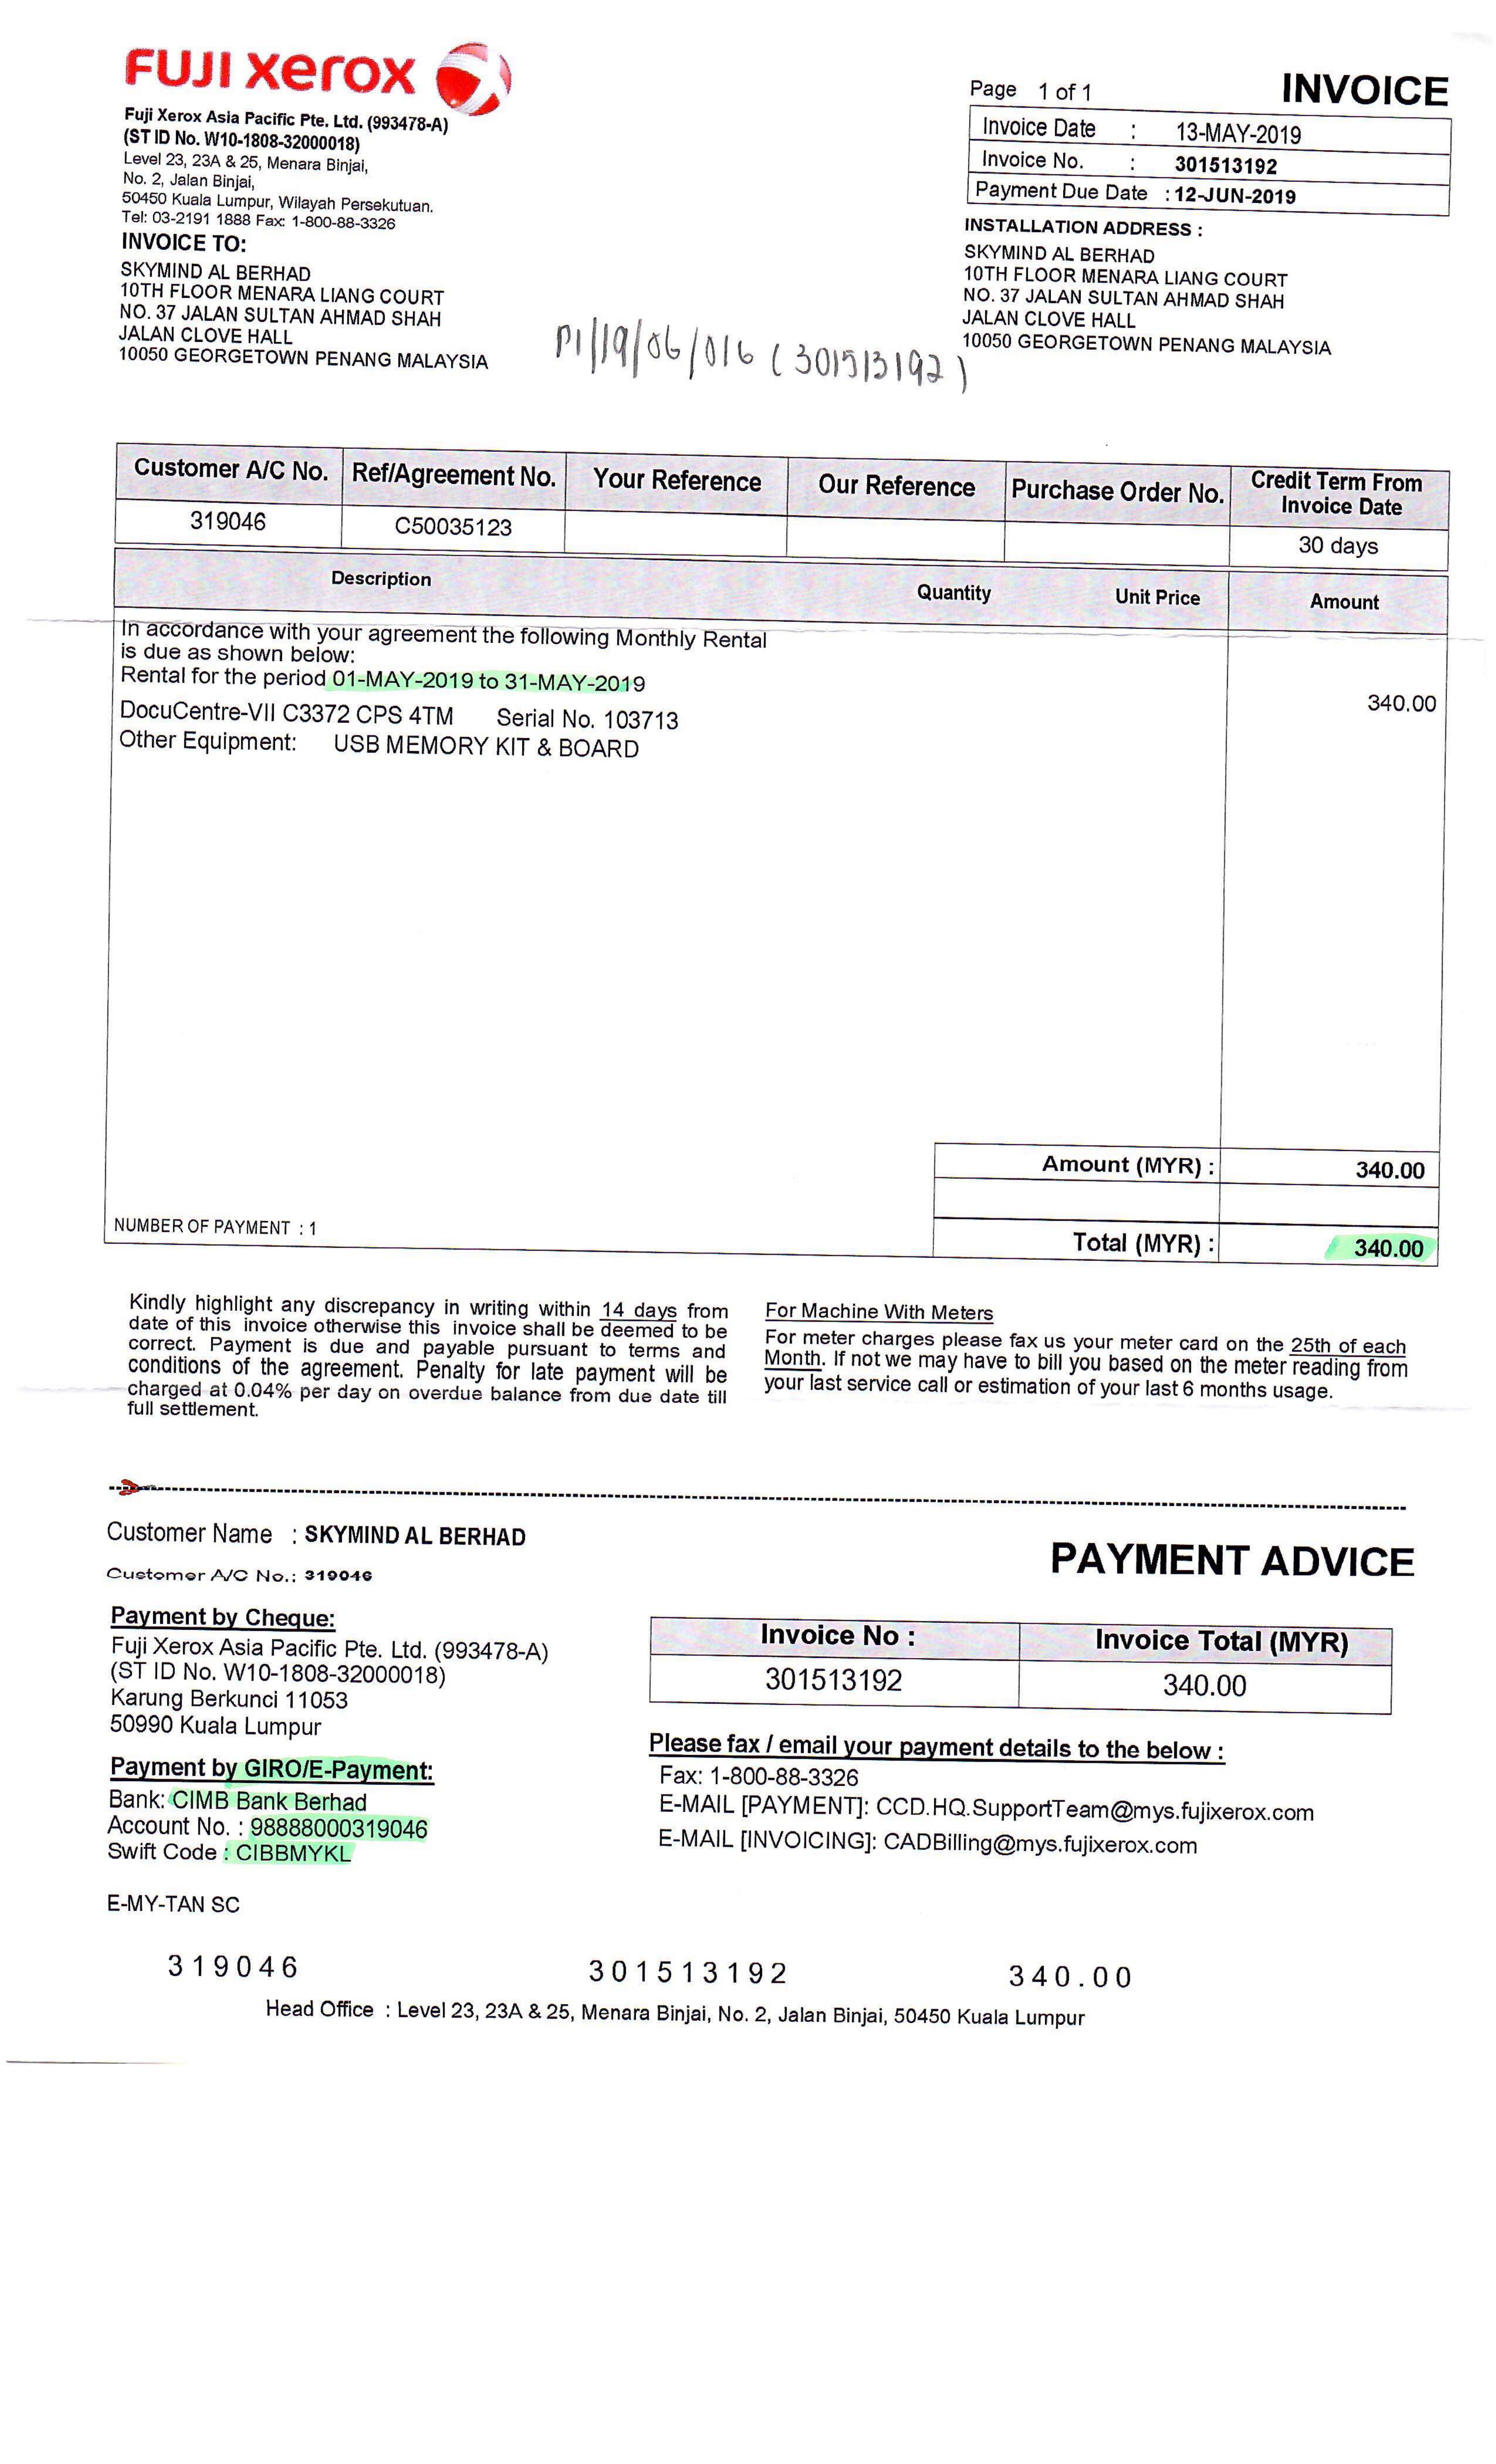 FUJI xerox
Fuji Xerox Asia Pacific Pte. Ltd. (993478-A)
(ST ID No. W10-1808-32000018)
Level 23, 23A & 25, Menara Binjai,
No. 2, Jalan Binjai,
50450 Kuala Lumpur, Wilayah Persekutuan.
Tel: 03-2191 1888 Fax: 1-800-88-3326
INVOICE TO:
SKYMIND AL BERHAD
10TH FLOOR MENARA LIANG COURT
NO. 37 JALAN SULTAN AHMAD SHAH
JALAN CLOVE HALL
10050 GEORGETOWN PENANG MALAYSIA
Page 1 of 1 INVOICE
Invoice Date : 13-MAY-2019
Invoice No. : 301513192
Payment Due Date : 12-JUN-2019
INSTALLATION ADDRESS :
SKYMIND AL BERHAD
10TH FLOOR MENARA LIANG COURT
NO. 37 JALAN SULTAN AHMAD SHAH
JALAN CLOVE HALL
10050 GEORGETOWN PENANG MALAYSIA
PI/19/06/016 (301513192)
Customer A/C No. Ref/Agreement No. Your Reference Our Reference Purchase Order No. Credit Term From
Invoice Date
319046 C50035123 30 days
Description Quantity Unit Price Amount
In accordance with your agreement the following Monthly Rental
is due as shown below:
Rental for the period 01-MAY-2019 to 31-MAY-2019
340.00
DocuCentre-VII C3372 CPS 4TM Serial No. 103713
Other Equipment: USB MEMORY KIT & BOARD
Amount (MYR) : 340.00
NUMBER OF PAYMENT : 1
Total (MYR) : 340.00
Kindly highlight any discrepancy in writing within 14 days from
date of this invoice otherwise this invoice shall be deemed to be
correct. Payment is due and payable pursuant to terms and
conditions of the agreement. Penalty for late payment will be
charged at 0.04% per day on overdue balance from due date till
full settlement.
For Machine With Meters
For meter charges please fax us your meter card on the 25th of each
Month. If not we may have to bill you based on the meter reading from
your last service call or estimation of your last 6 months usage.
Customer Name : SKYMIND AL BERHAD
Customer A/C No.: 319046
PAYMENT ADVICE
Payment by Cheque:
Fuji Xerox Asia Pacific Pte. Ltd. (993478-A)
(ST ID No. W10-1808-32000018)
Karung Berkunci 11053
50990 Kuala Lumpur
Invoice No : Invoice Total (MYR)
301513192 340.00
Payment by GIRO/E-Payment:
Bank: CIMB Bank Berhad
Account No. : 98888000319046
Swift Code : CIBBMYKL
Please fax / email your payment details to the below :
Fax: 1-800-88-3326
E-MAIL [PAYMENT]: CCD.HQ.SupportTeam@mys.fujixerox.com
E-MAIL [INVOICING]: CADBilling@mys.fujixerox.com
E-MY-TAN SC
319046 301513192 340.00
Head Office : Level 23, 23A & 25, Menara Binjai, No. 2, Jalan Binjai, 50450 Kuala Lumpur